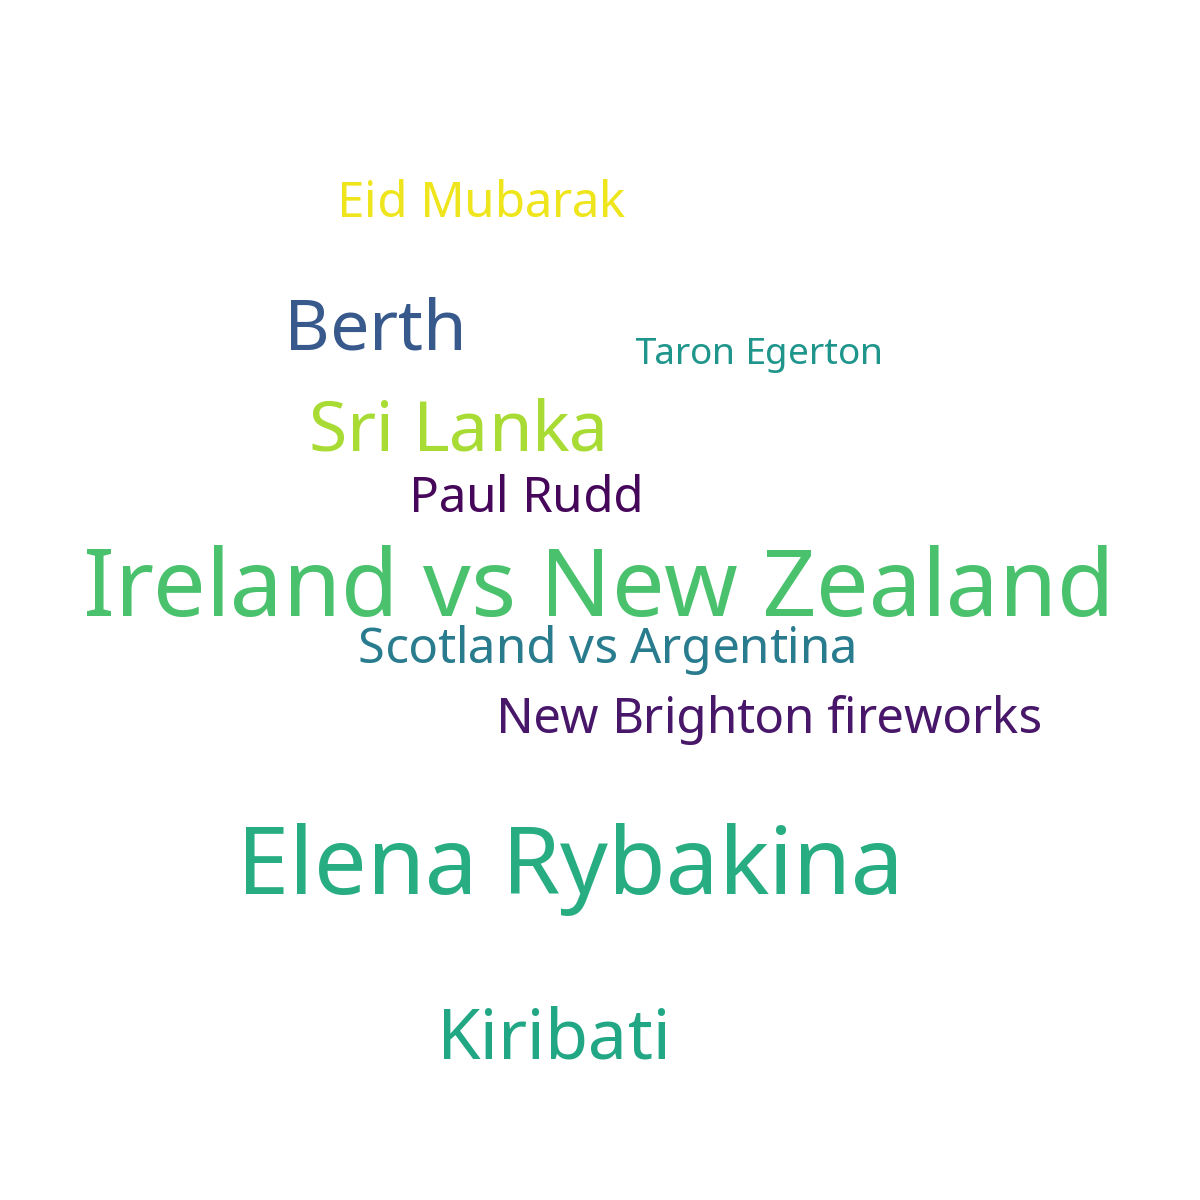 Eid Mubarak
Berth
Taron Egerton
Sri Lanka
Paul Rudd
Ireland vs New Zealand
Scotland vs Argentina
New Brighton fireworks
Elena Rybakina
Kiribati